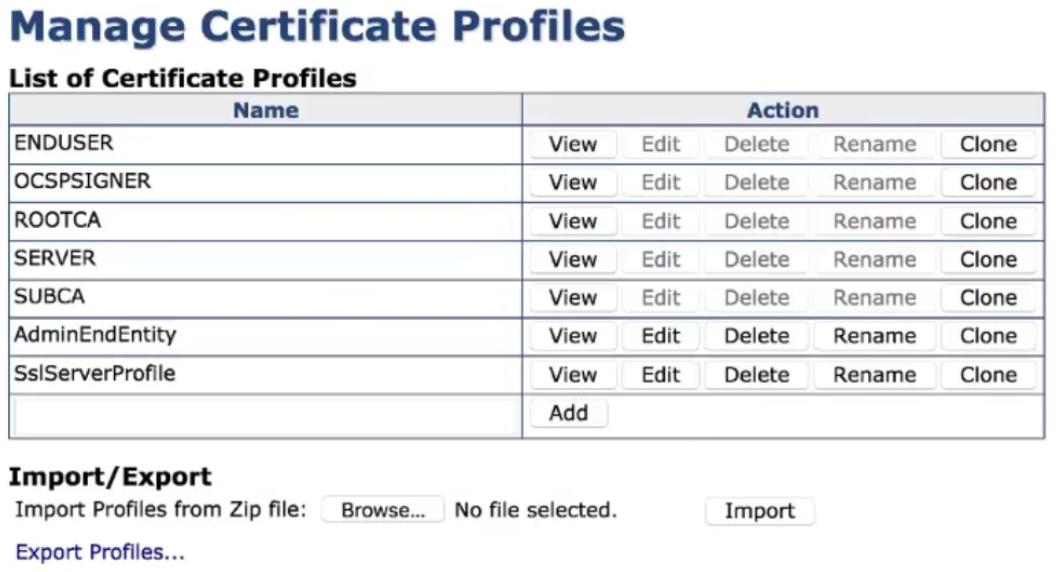 Manage Certificate Profiles
List of Certificate Profiles
Name Action
ENDUSER View Edit Delete Rename Clone
OCSPSIGNER View Edit Delete Rename Clone
ROOTCA View Edit Delete Rename Clone
SERVER View Edit Delete Rename Clone
SUBCA View Edit Delete Rename Clone
AdminEndEntity View Edit Delete Rename Clone
SslServerProfile View Edit Delete Rename Clone
Add
Import/Export
Import Profiles from Zip file: Browse... No file selected. Import
Export Profiles...